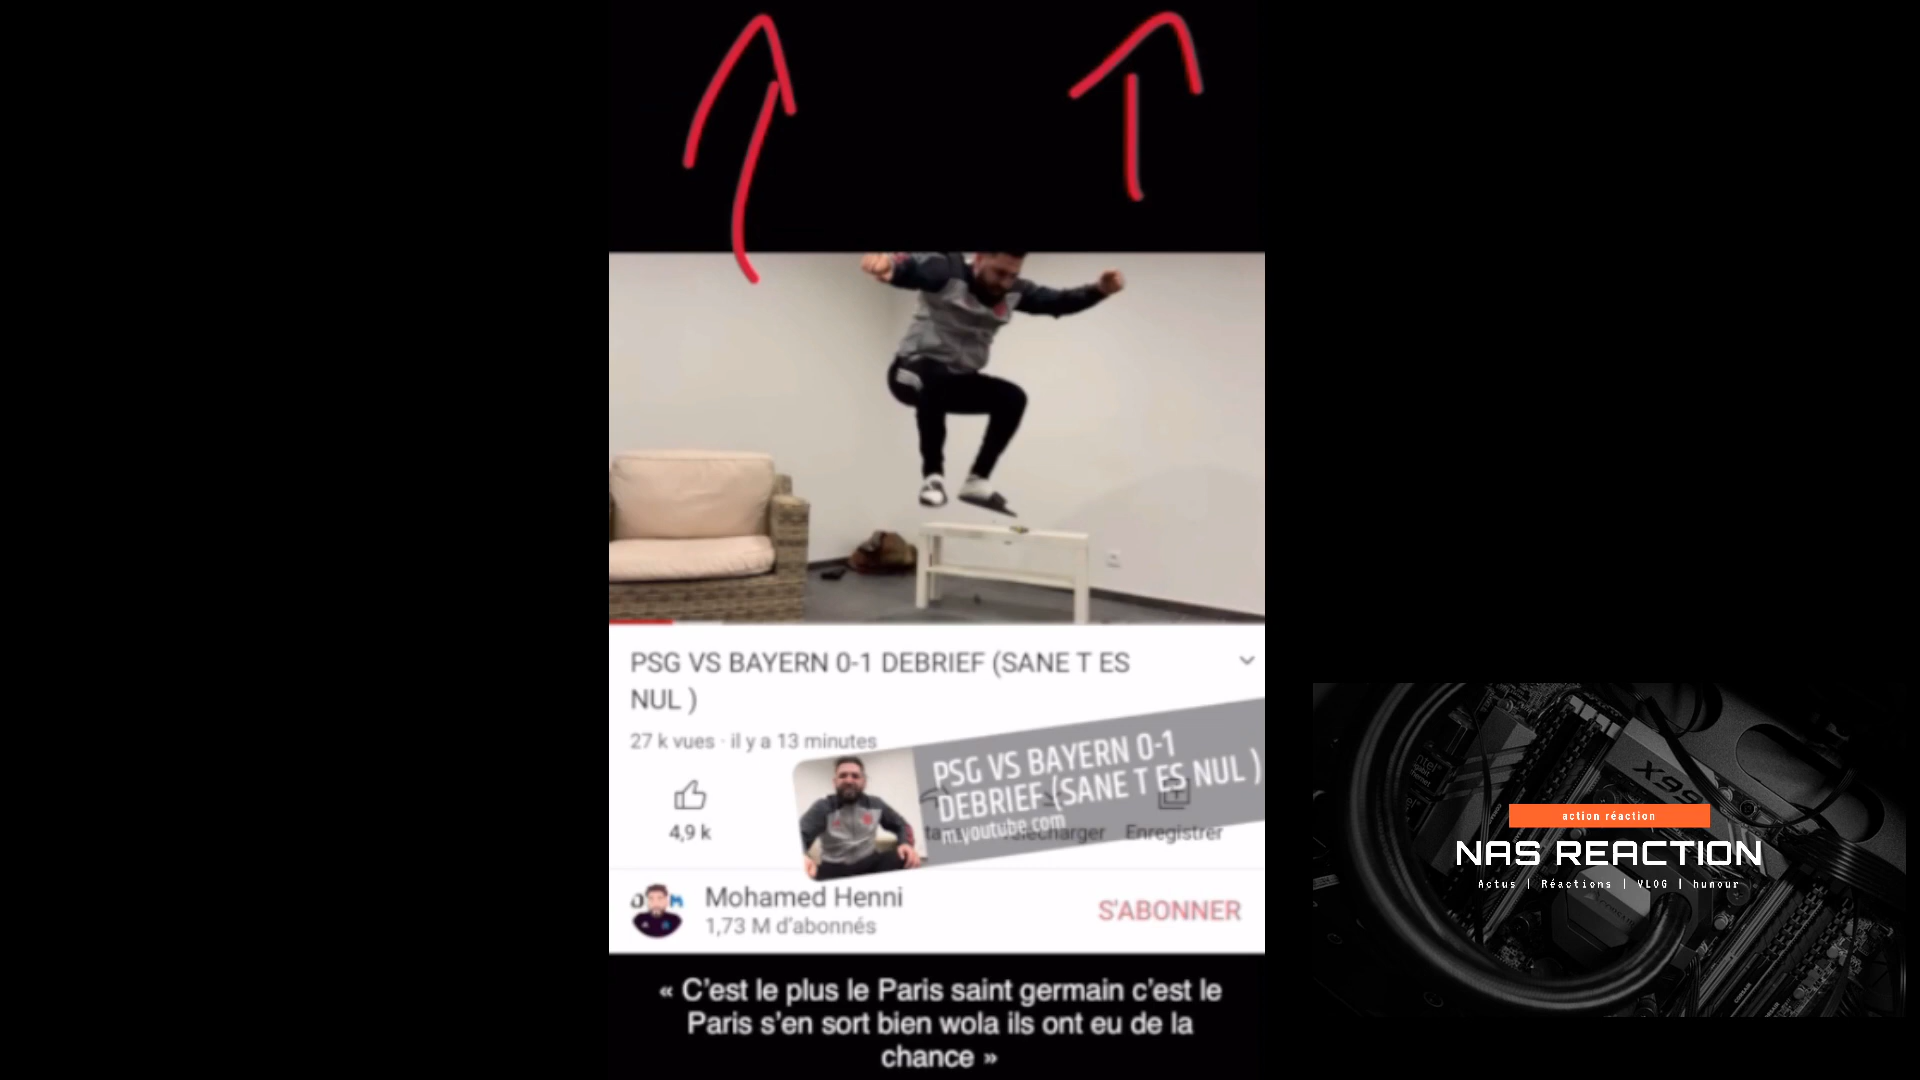 PSG VS BAYERN 0-1 DEBRIEF (SANE T ES
NUL )
27 k vues · il y a 13 minutes
PSG VS BAYERN 0-1
DEBRIEF (SANE T ES NUL )
m.youtube.com
4,9 k
Télécharger
Enregistrer
Mohamed Henni
1,73 M d'abonnés
S'ABONNER
« C'est le plus le Paris saint germain c'est le
Paris s'en sort bien wola ils ont eu de la
chance »
X99
action réaction
NAS REACTION
Actus | Réactions | VLOG | humour